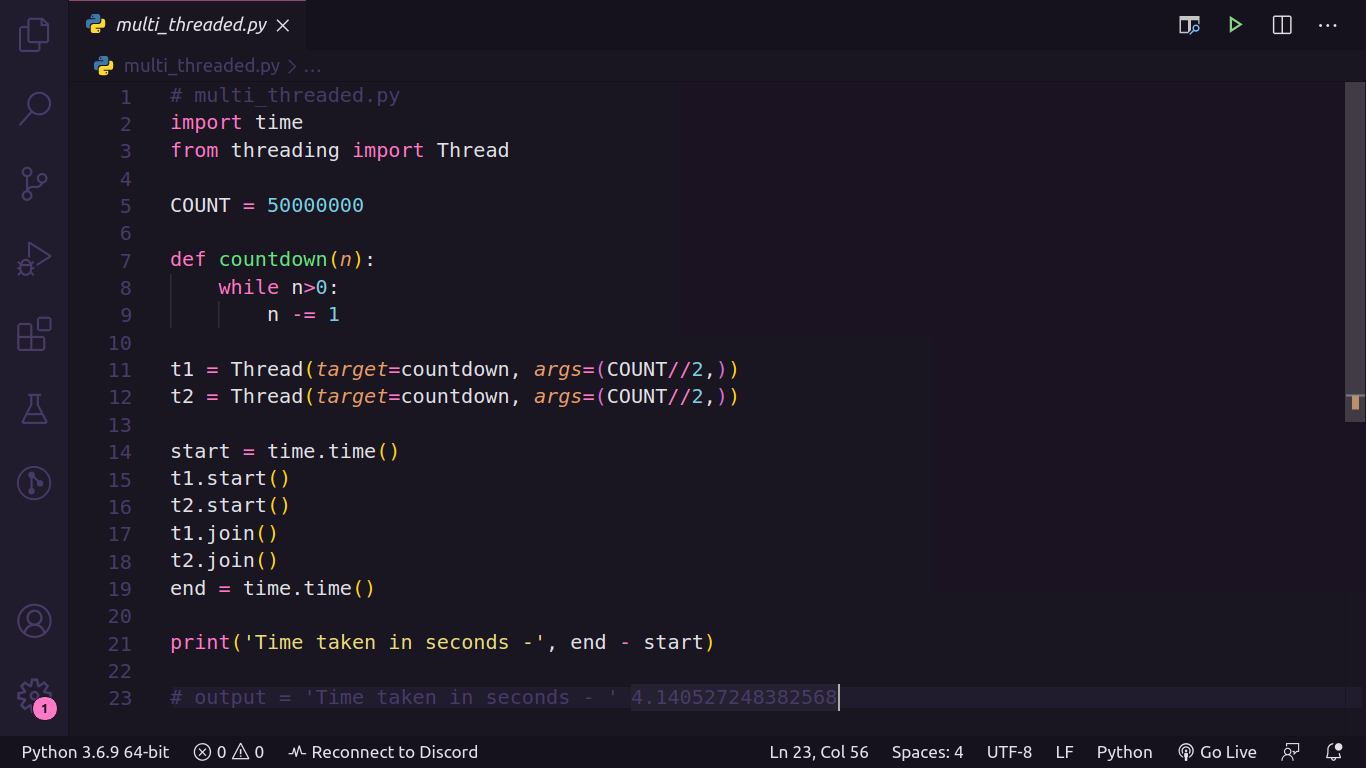 multi_threaded.py
multi_threaded.py > ...
1 # multi_threaded.py
2 import time
3 from threading import Thread
4
5 COUNT = 50000000
6
7 def countdown(n):
8     while n>0:
9         n -= 1
10
11 t1 = Thread(target=countdown, args=(COUNT//2,))
12 t2 = Thread(target=countdown, args=(COUNT//2,))
13
14 start = time.time()
15 t1.start()
16 t2.start()
17 t1.join()
18 t2.join()
19 end = time.time()
20
21 print('Time taken in seconds -', end - start)
22
23 # output = 'Time taken in seconds - ' 4.140527248382568
1
Python 3.6.9 64-bit 0 0 Reconnect to Discord Ln 23, Col 56 Spaces: 4 UTF-8 LF Python Go Live